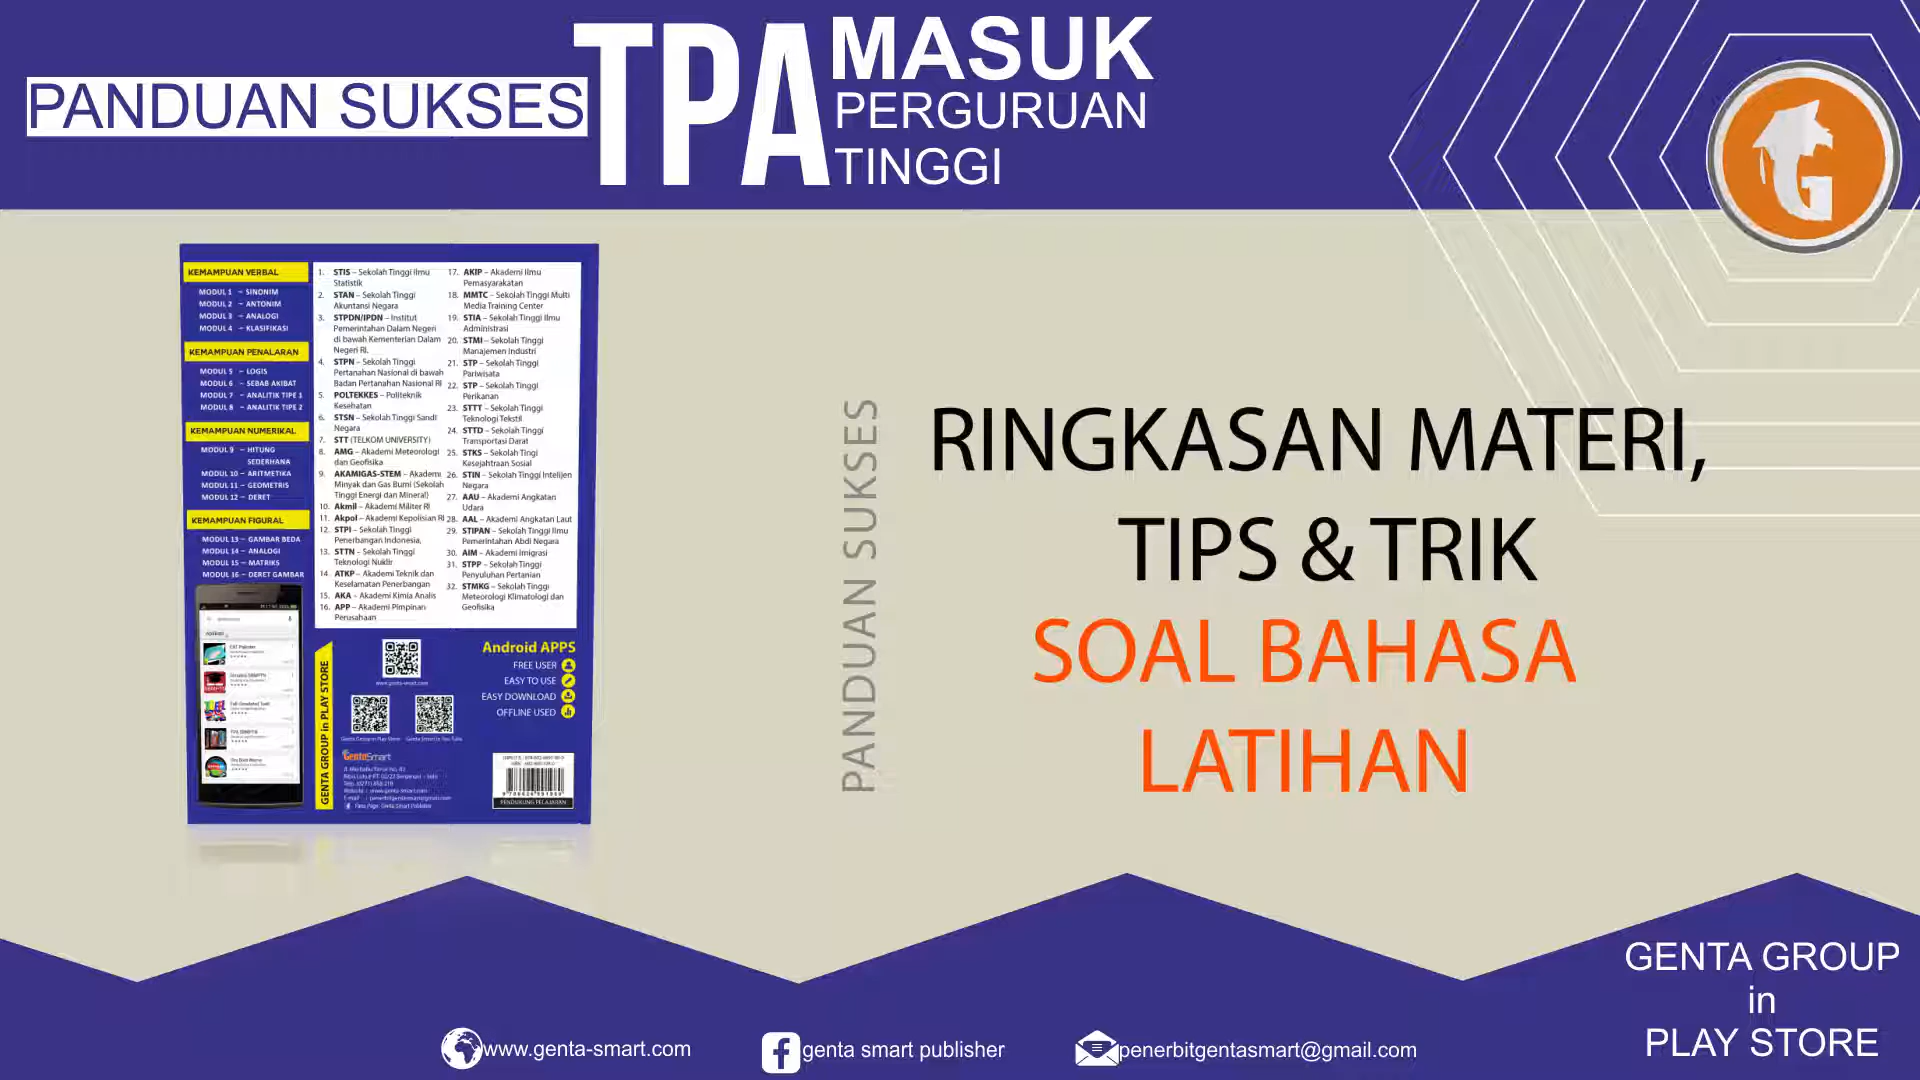 PANDUAN SUKSES
TPA
MASUK
PERGURUAN
TINGGI
KEMAMPUAN VERBAL
MODUL 1 – SINONIM
MODUL 2 – ANTONIM
MODUL 3 – ANALOGI
MODUL 4 – KLASIFIKASI
KEMAMPUAN PENALARAN
MODUL 5 – LOGIS
MODUL 6 – SEBAB AKIBAT
MODUL 7 – ANALITIK TIPE 1
MODUL 8 – ANALITIK TIPE 2
KEMAMPUAN NUMERIKAL
MODUL 9 – HITUNG
SEDERHANA
MODUL 10 – ARITMETIKA
MODUL 11 – GEOMETRIS
MODUL 12 – DERET
KEMAMPUAN FIGURAL
MODUL 13 – GAMBAR BEDA
MODUL 14 – ANALOGI
MODUL 15 – MATRIKS
MODUL 16 – DERET GAMBAR
1. STIS – Sekolah Tinggi Ilmu
Statistik
2. STAN – Sekolah Tinggi
Akuntansi Negara
3. STPDN/IPDN – Institut
Pemerintahan Dalam Negeri
di bawah Kementerian Dalam
Negeri RI.
4. STPN – Sekolah Tinggi
Pertanahan Nasional di bawah
Badan Pertanahan Nasional RI
5. POLTEKKES – Politeknik
Kesehatan
6. STSN – Sekolah Tinggi Sandi
Negara
7. STT (TELKOM UNIVERSITY)
8. AMG – Akademi Meteorologi
dan Geofisika
9. AKAMIGAS-STEM – Akademi
Minyak dan Gas Bumi (Sekolah
Tinggi Energi dan Mineral)
10. Akmil – Akademi Militer RI
11. Akpol – Akademi Kepolisian RI
12. STPI – Sekolah Tinggi
Penerbangan Indonesia,
13. STTN – Sekolah Tinggi
Teknologi Nuklir
14. ATKP – Akademi Teknik dan
Keselamatan Penerbangan
15. AKA – Akademi Kimia Analis
16. APP – Akademi Pimpinan
Perusahaan
17. AKIP – Akademi Ilmu
Pemasyarakatan
18. MMTC – Sekolah Tinggi Multi
Media Training Center
19. STIA – Sekolah Tinggi Ilmu
Administrasi
20. STMI – Sekolah Tinggi
Manajemen Industri
21. STP – Sekolah Tinggi
Pariwisata
22. STP – Sekolah Tinggi
Perikanan
23. STTT – Sekolah Tinggi
Teknologi Tekstil
24. STTD – Sekolah Tinggi
Transportasi Darat
25. STKS – Sekolah Tingi
Kesejahtraan Sosial
26. STIN – Sekolah Tinggi Intelijen
Negara
27. AAU – Akademi Angkatan
Udara
28. AAL – Akademi Angkatan Laut
29. STIPAN – Sekolah Tinggi Ilmu
Pemerintahan Abdi Negara
30. AIM – Akademi Imigrasi
31. STPP – Sekolah Tinggi
Penyuluhan Pertanian
32. STMKG – Sekolah Tinggi
Meteorologi Klimatologi dan
Geofisika
GENTA GROUP in PLAY STORE
www.genta-smart.com
Android APPS
FREE USER
EASY TO USE
EASY DOWNLOAD
OFFLINE USED
GentaSmart
PENDUKUNG PELAJARAN
PANDUAN SUKSES
RINGKASAN MATERI,
TIPS & TRIK
SOAL BAHASA
LATIHAN
GENTA GROUP
in
PLAY STORE
www.genta-smart.com
genta smart publisher
penerbitgentasmart@gmail.com